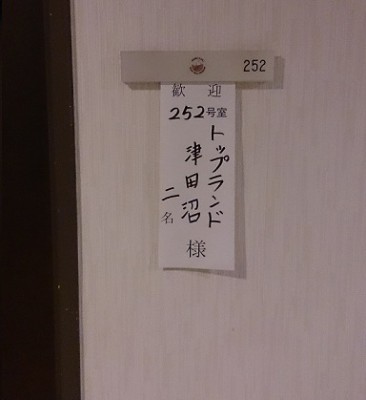 252
歓迎
252号室
トップランド
津田沼
二名
様